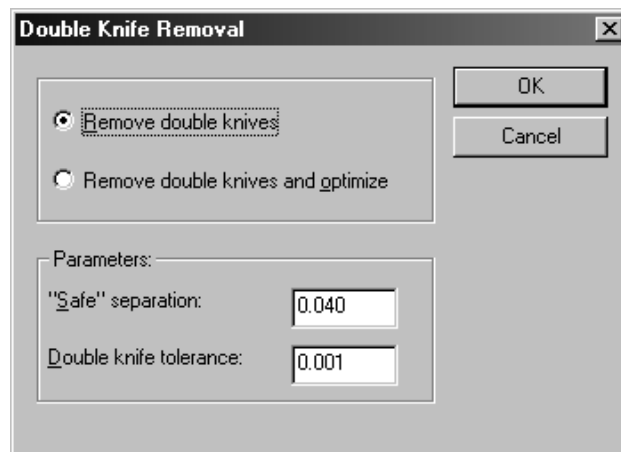 Double Knife Removal
OK
Remove double knives
Cancel
Remove double knives and optimize
Parameters:
"Safe" separation:
0.040
Double knife tolerance:
0.001